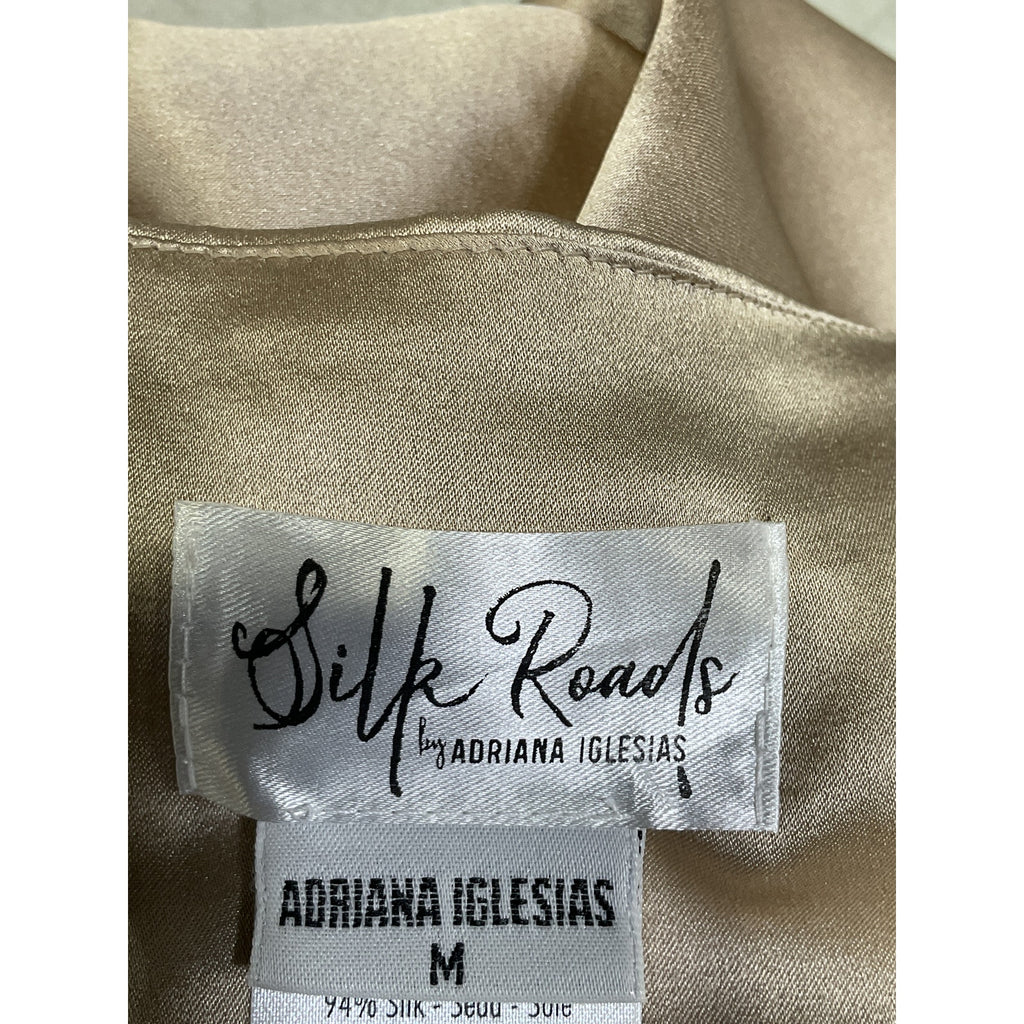 Silk Roads
by ADRIANA IGLESIAS
ADRIANA IGLESIAS
M
94% Silk - Seda - Soie